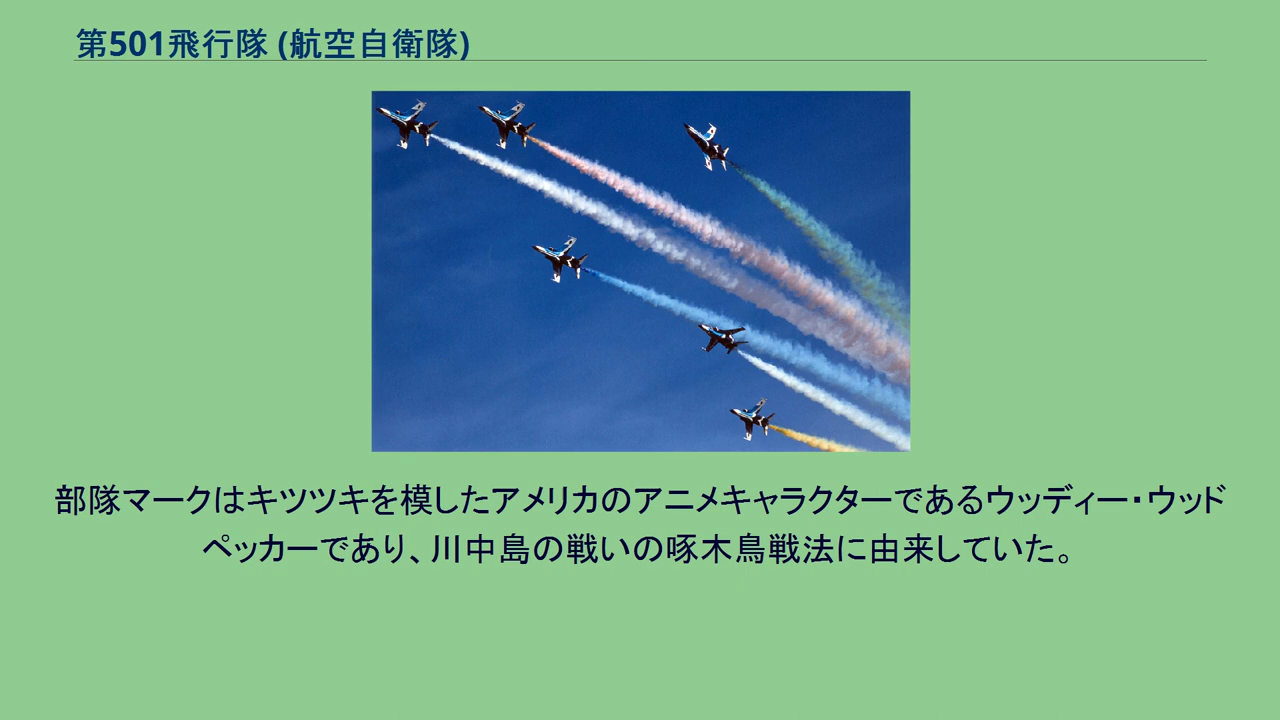 第501飛行隊 (航空自衛隊)
部隊マークはキツツキを模したアメリカのアニメキャラクターであるウッディー・ウッド
ペッカーであり、川中島の戦いの啄木鳥戦法に由来していた。